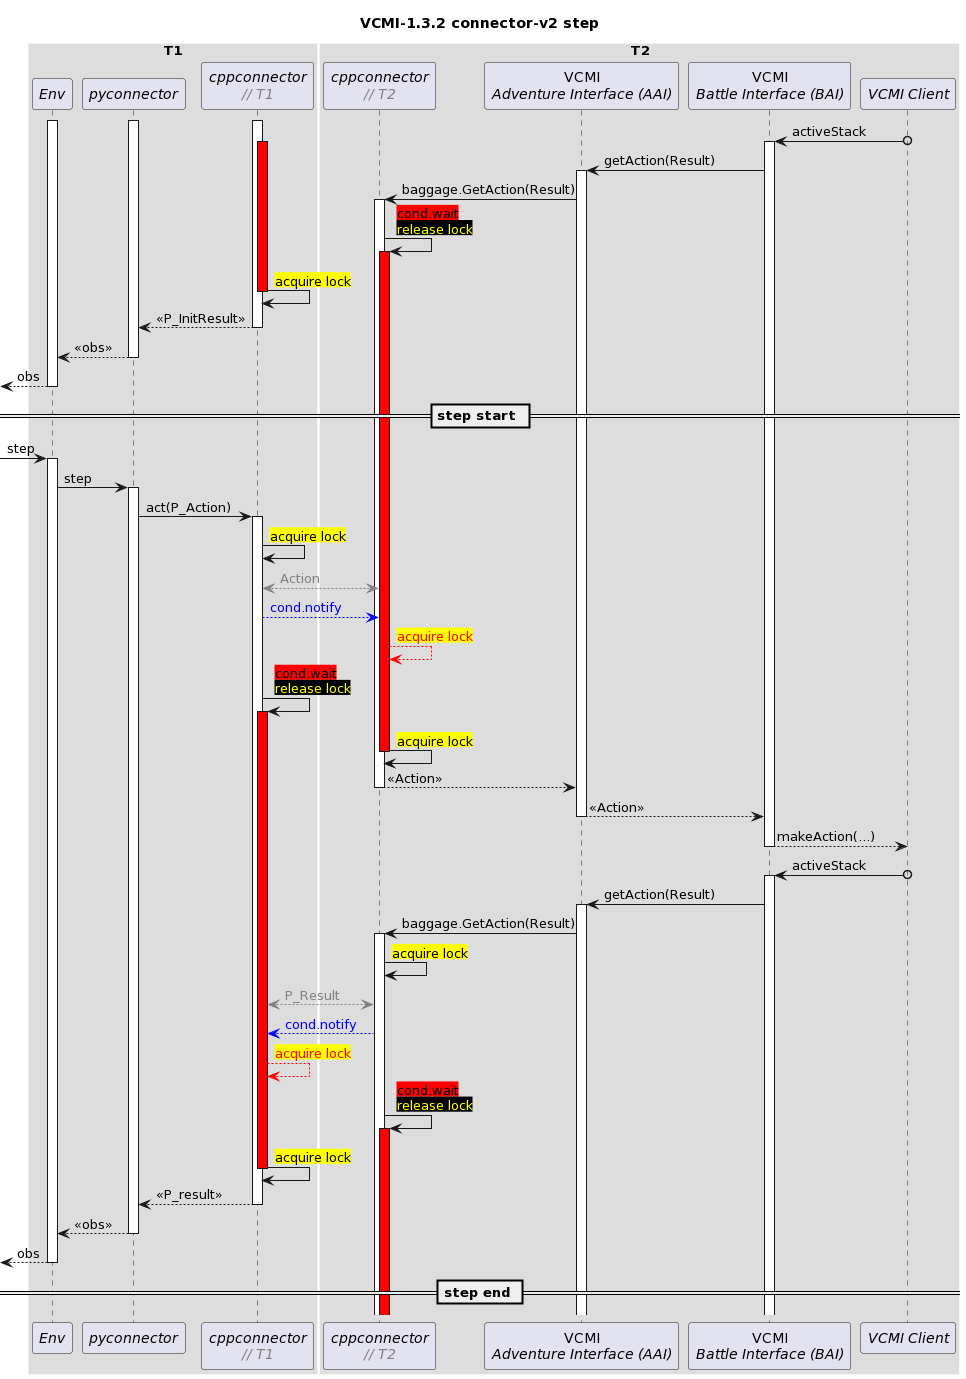 VCMI-1.3.2 connector-v2 step
T1
T2
Env
pyconnector
cppconnector
// T1
cppconnector
// T2
VCMI
Adventure Interface (AAI)
VCMI
Battle Interface (BAI)
VCMI Client
activeStack
getAction(Result)
baggage.GetAction(Result)
cond.wait
release lock
acquire lock
«P_InitResult»
«obs»
obs
step start
step
step
act(P_Action)
acquire lock
Action
cond.notify
acquire lock
cond.wait
release lock
acquire lock
«Action»
«Action»
makeAction(...)
activeStack
getAction(Result)
baggage.GetAction(Result)
acquire lock
P_Result
cond.notify
acquire lock
cond.wait
release lock
acquire lock
«P_result»
«obs»
obs
step end
Env
pyconnector
cppconnector
// T1
cppconnector
// T2
VCMI
Adventure Interface (AAI)
VCMI
Battle Interface (BAI)
VCMI Client